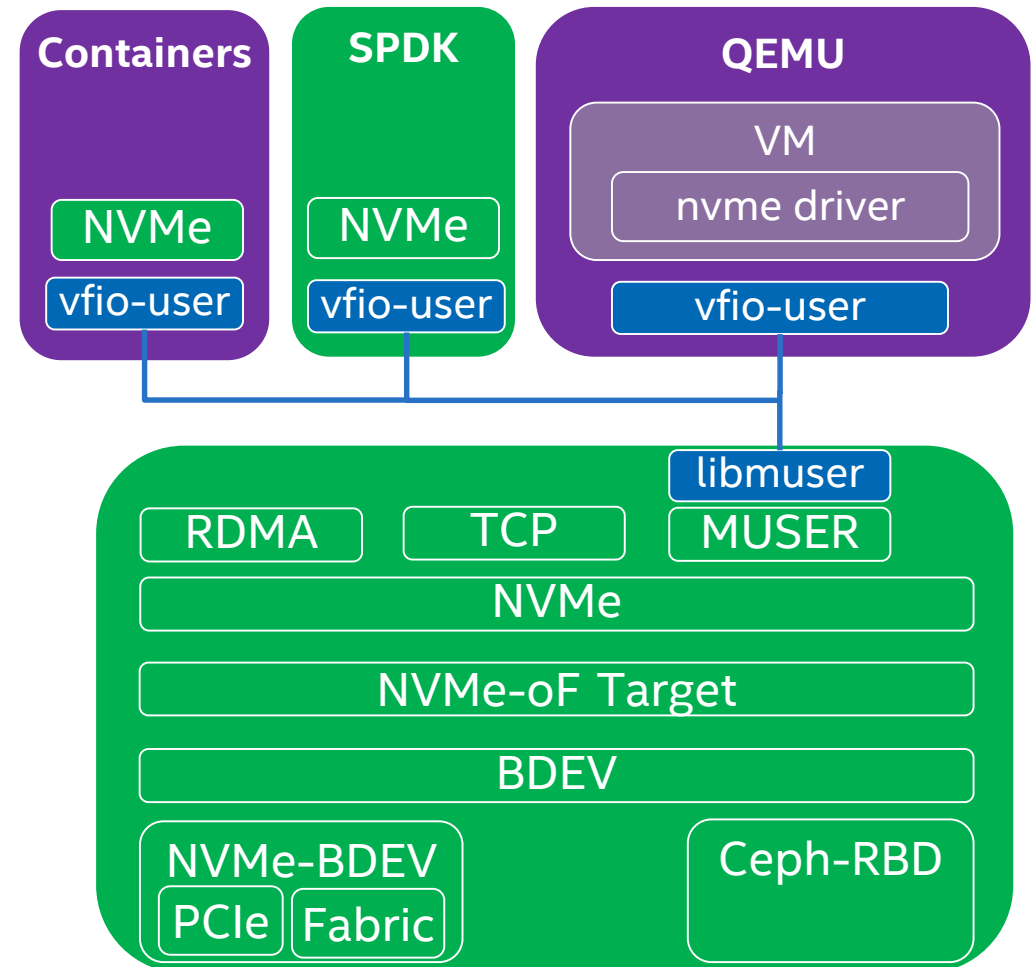 Containers
NVMe
vfio-user
SPDK
NVMe
vfio-user
QEMU
VM
nvme driver
vfio-user
libmuser
RDMA
TCP
MUSER
NVMe
NVMe-oF Target
BDEV
NVMe-BDEV
PCIe
Fabric
Ceph-RBD